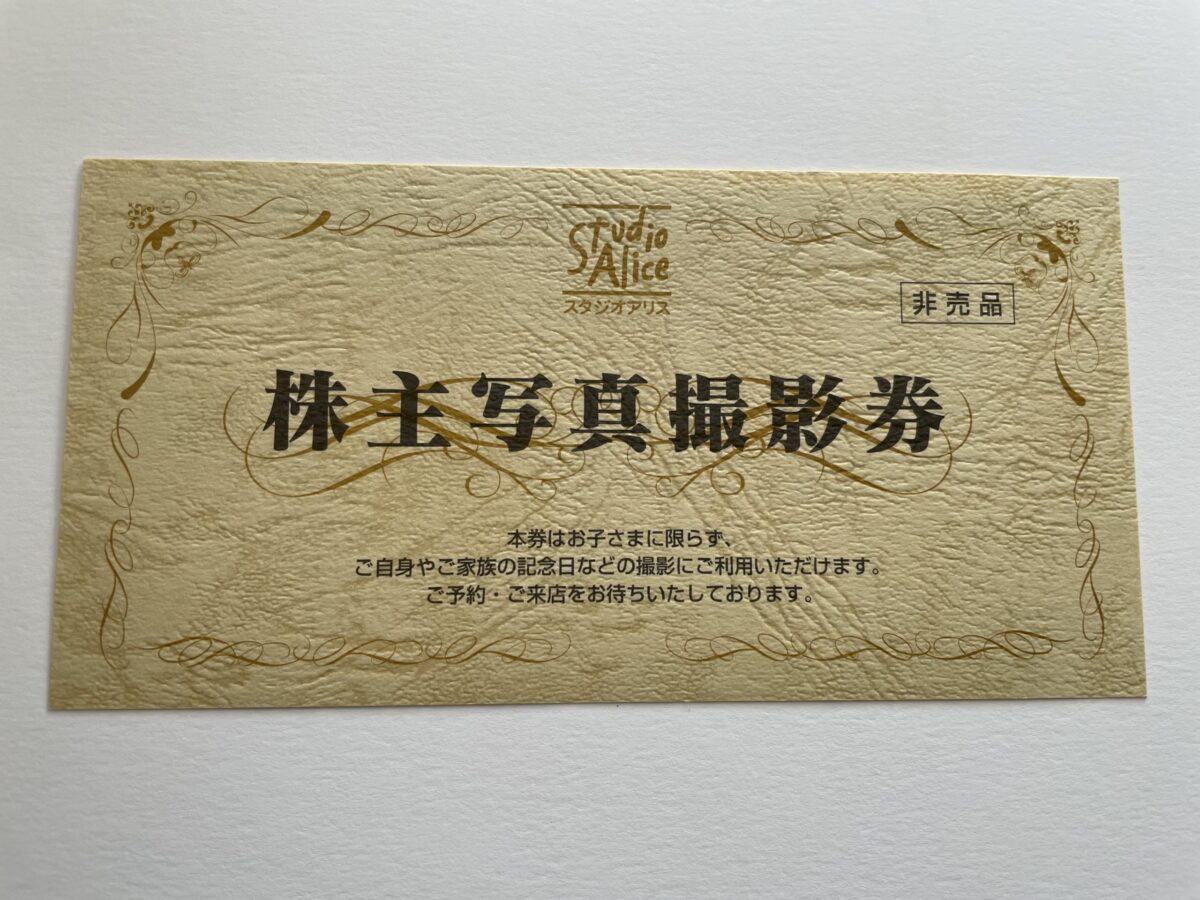 Studio
Alice
スタジオアリス
非売品
株主写真撮影券
本券はお子さまに限らず、
ご自身やご家族の記念日などの撮影にご利用いただけます。
ご予約・ご来店をお待ちいたしております。